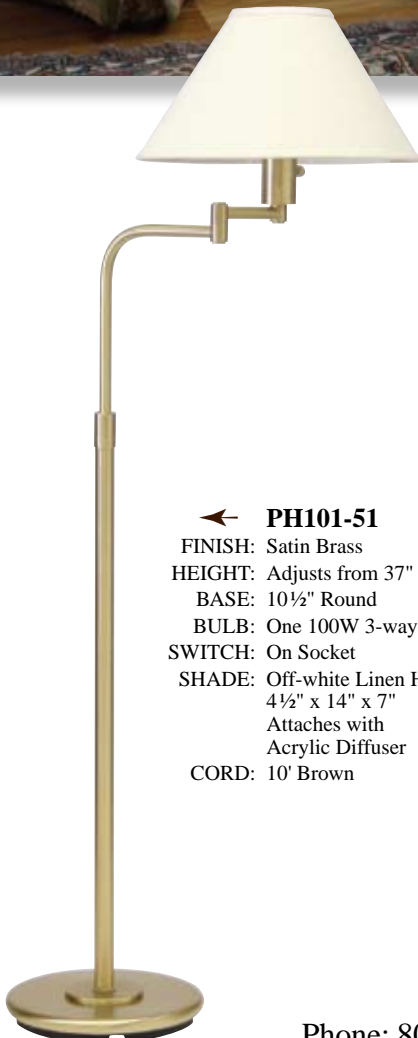 PH101-51
FINISH: Satin Brass
HEIGHT: Adjusts from 37"
BASE: 10½" Round
BULB: One 100W 3-way
SWITCH: On Socket
SHADE: Off-white Linen
4½" x 14" x 7"
Attaches with
Acrylic Diffuser
CORD: 10' Brown
Phone: 80